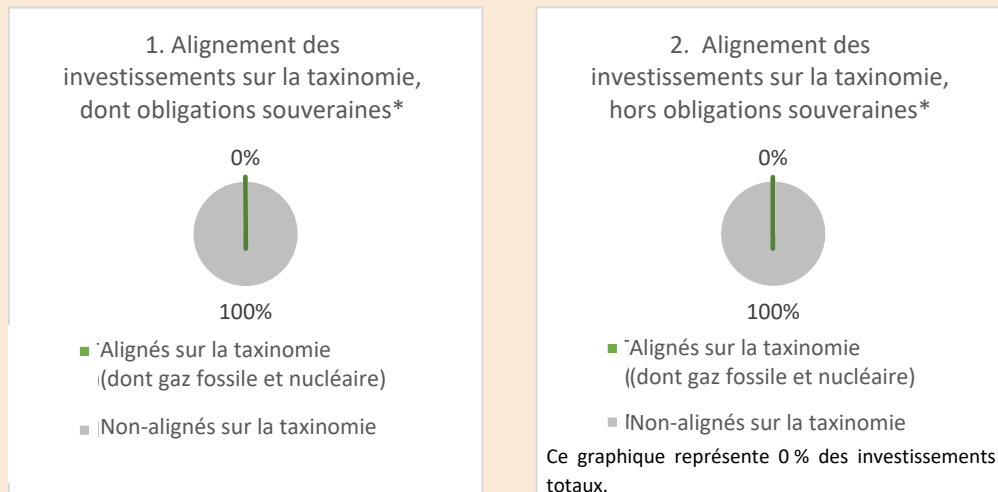 1. Alignement des
investissements sur la taxinomie,
dont obligations souveraines*
0%
100%
Alignés sur la taxinomie
(dont gaz fossile et nucléaire)
Non-alignés sur la taxinomie
2. Alignement des
investissements sur la taxinomie,
hors obligations souveraines*
0%
100%
Alignés sur la taxinomie
((dont gaz fossile et nucléaire)
Non-alignés sur la taxinomie
Ce graphique représente 0 % des investissements
totaux.